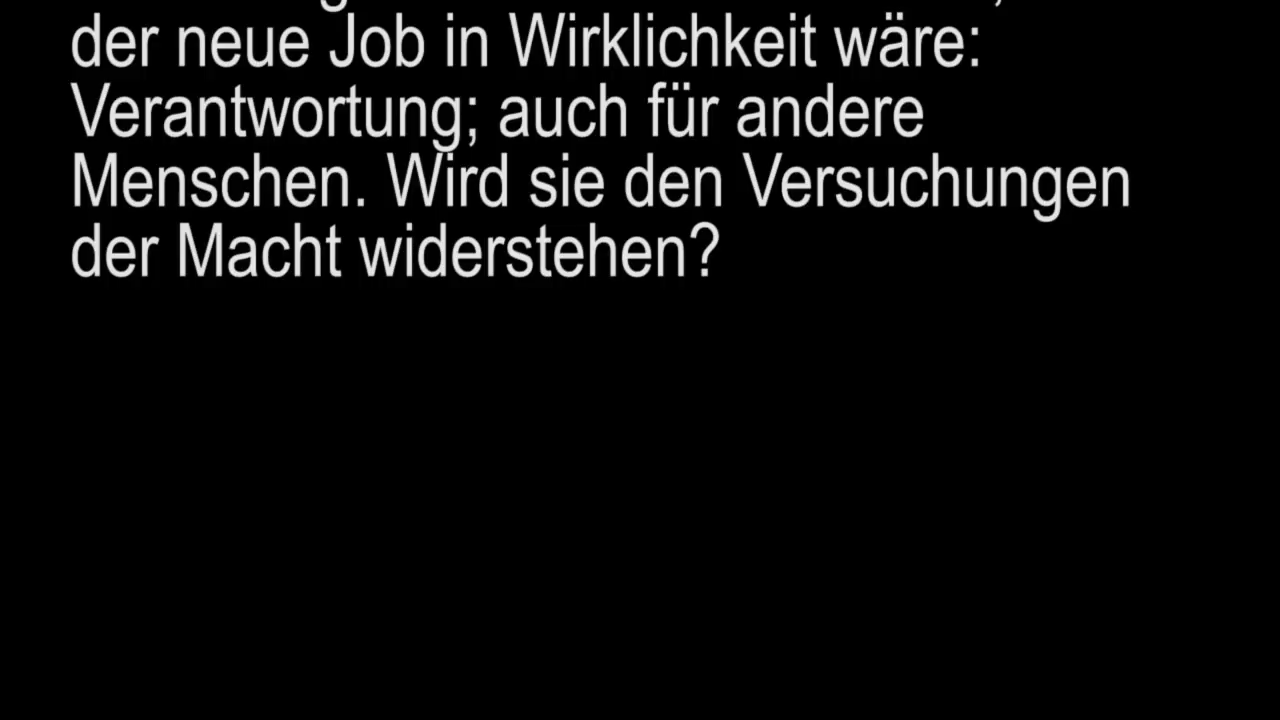 der neue Job in Wirklichkeit wäre:
Verantwortung; auch für andere
Menschen. Wird sie den Versuchungen
der Macht widerstehen?